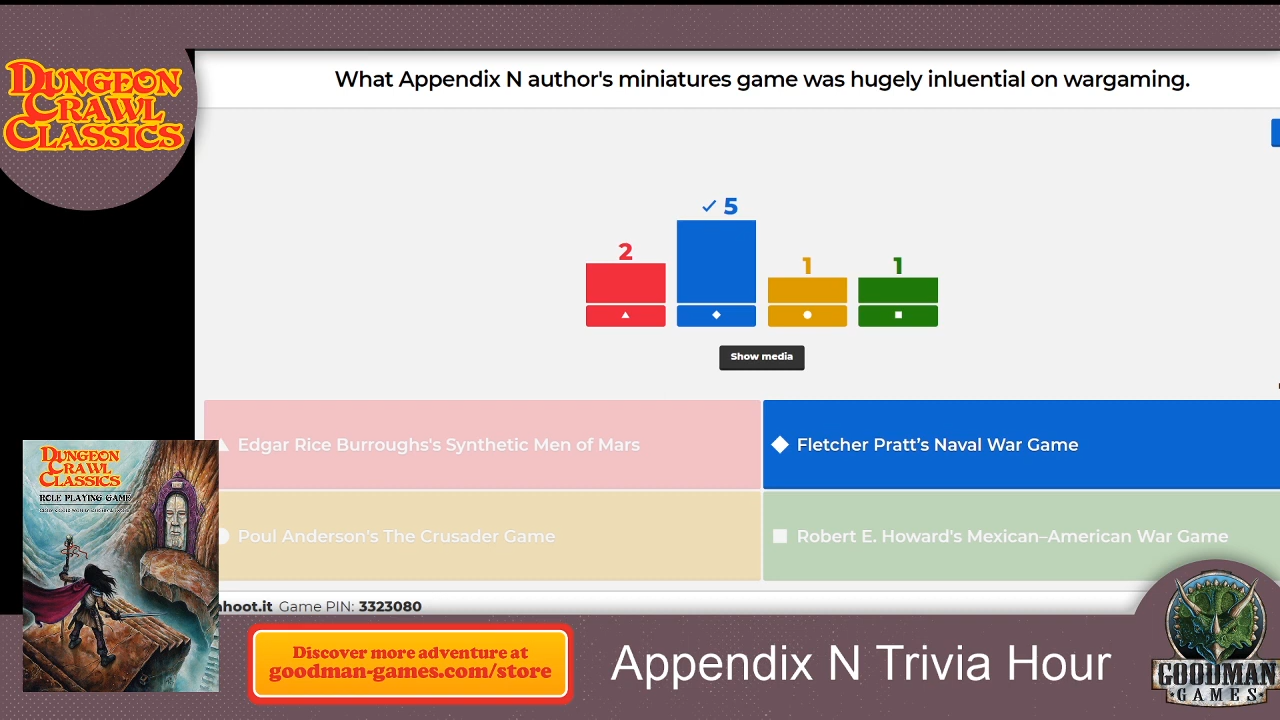 DUNGEON
CRAWL
CLASSICS
What Appendix N author's miniatures game was hugely inluential on wargaming.
2
5
1
1
Show media
Edgar Rice Burroughs's Synthetic Men of Mars
Fletcher Pratt's Naval War Game
Poul Anderson's The Crusader Game
Robert E. Howard's Mexican–American War Game
DUNGEON
CRAWL
CLASSICS
ROLE PLAYING GAME
ahoot.it Game PIN: 3323080
Discover more adventure at
goodman-games.com/store
Appendix N Trivia Hour
GOODMAN
GAMES